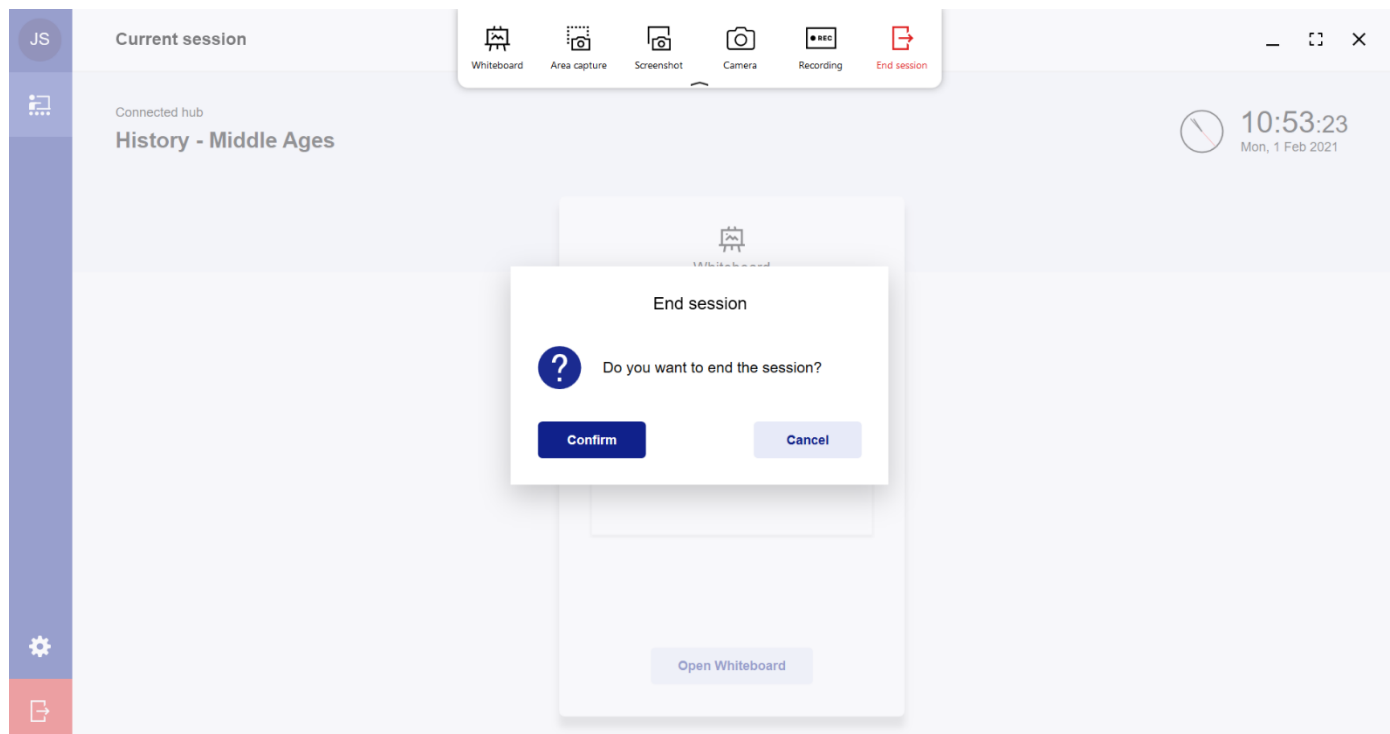 JS
Current session
Whiteboard Area capture Screenshot Camera REC Recording End session
Connected hub
History - Middle Ages
10:53:23
Mon, 1 Feb 2021
Whiteboard
End session
? Do you want to end the session?
Confirm Cancel
Open Whiteboard